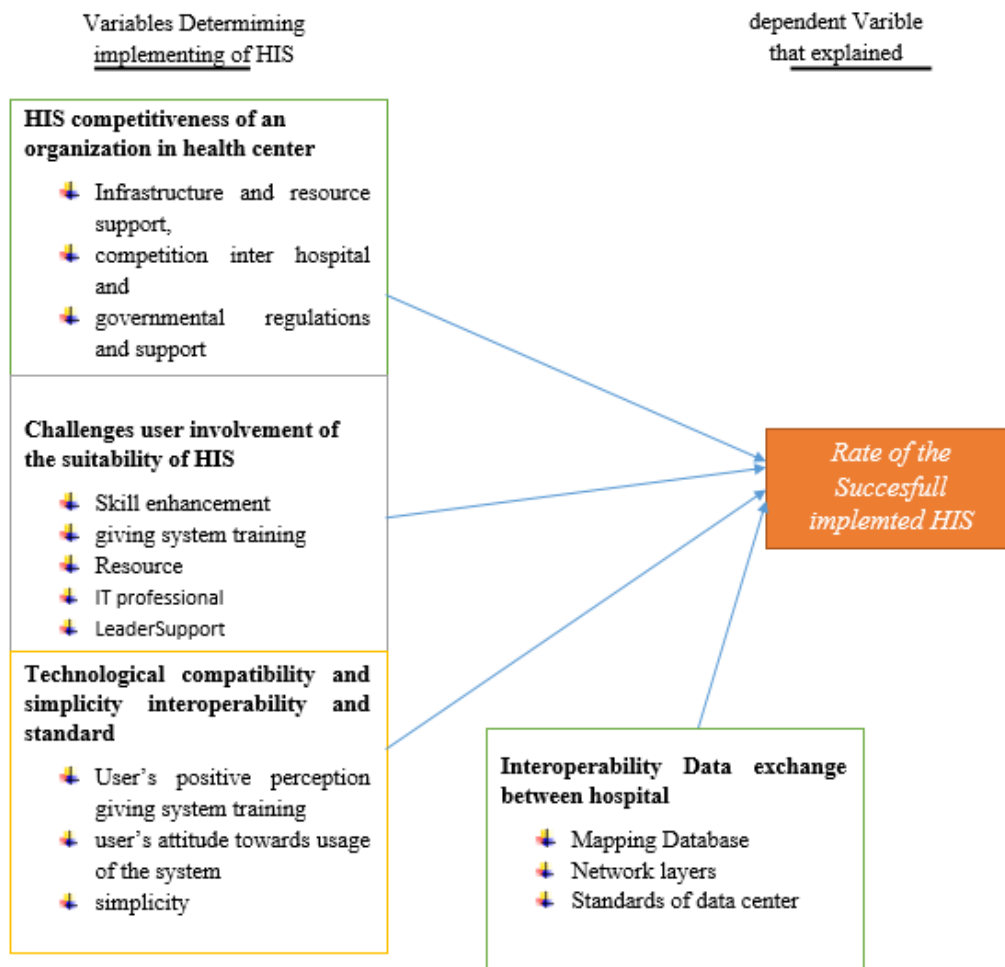 Variables Determiming
implementing of HIS
dependent Varible
that explained
HIS competitiveness of an
organization in health center
Infrastructure and resource
support,
competition inter hospital
and
governmental regulations
and support
Challenges user involvement of
the suitability of HIS
Skill enhancement
giving system training
Resource
IT professional
LeaderSupport
Technological compatibility and
simplicity interoperability and
standard
User’s positive perception
giving system training
user’s attitude towards usage
of the system
simplicity
Interoperability Data exchange
between hospital
Mapping Database
Network layers
Standards of data center
Rate of the
Succesfull
implemted HIS